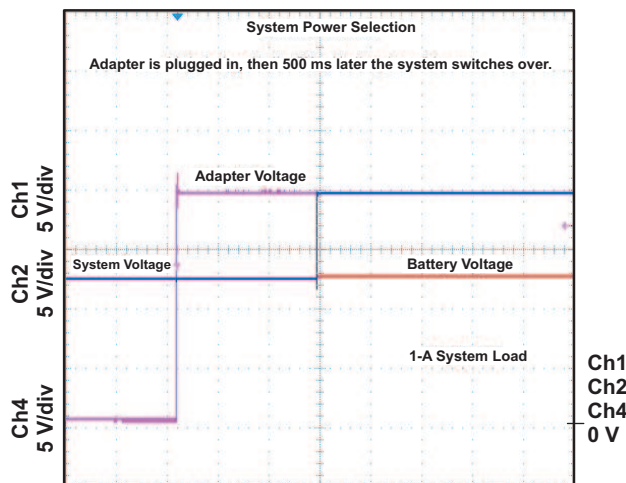 System Power Selection
Adapter is plugged in, then 500 ms later the system switches over.
Adapter Voltage
System Voltage
Battery Voltage
1-A System Load
Ch1
5 V/div
Ch2
5 V/div
Ch4
5 V/div
Ch1
Ch2
Ch4
0 V